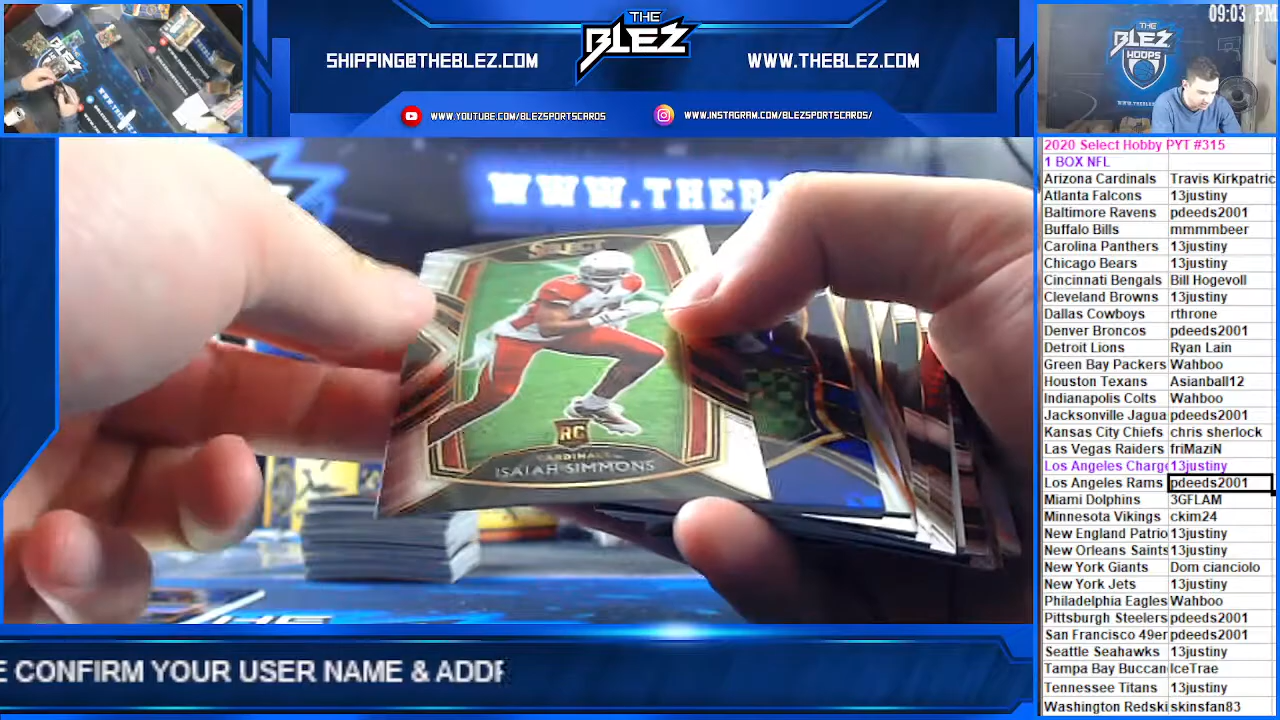 09:03 PM
THE
BLEZ
SHIPPING@THEBLEZ.COM
WWW.THEBLEZ.COM
WWW.YOUTUBE.COM/BLEZSPORTSCARDS
WWW.INSTAGRAM.COM/BLEZSPORTSCARDS/
THE
BLEZ
HOOPS
WWW.THEB
SELECT
RC
CARDINALS
ISAIAH SIMMONS
2020 Select Hobby PYT #315
1 BOX NFL
Arizona Cardinals Travis Kirkpatric
Atlanta Falcons 13justiny
Baltimore Ravens pdeeds2001
Buffalo Bills mmmmbeer
Carolina Panthers 13justiny
Chicago Bears 13justiny
Cincinnati Bengals Bill Hogevoll
Cleveland Browns 13justiny
Dallas Cowboys rthrone
Denver Broncos pdeeds2001
Detroit Lions Ryan Lain
Green Bay Packers Wahboo
Houston Texans Asianball12
Indianapolis Colts Wahboo
Jacksonville Jagua pdeeds2001
Kansas City Chiefs chris sherlock
Las Vegas Raiders friMaziN
Los Angeles Charge 13justiny
Los Angeles Rams pdeeds2001
Miami Dolphins 3GFLAM
Minnesota Vikings ckim24
New England Patrio 13justiny
New Orleans Saints 13justiny
New York Giants Dom cianciolo
New York Jets 13justiny
Philadelphia Eagles Wahboo
Pittsburgh Steelers pdeeds2001
San Francisco 49er pdeeds2001
Seattle Seahawks 13justiny
Tampa Bay Buccan IceTrae
Tennessee Titans 13justiny
Washington Redski skinsfan83
E CONFIRM YOUR USER NAME & ADDR